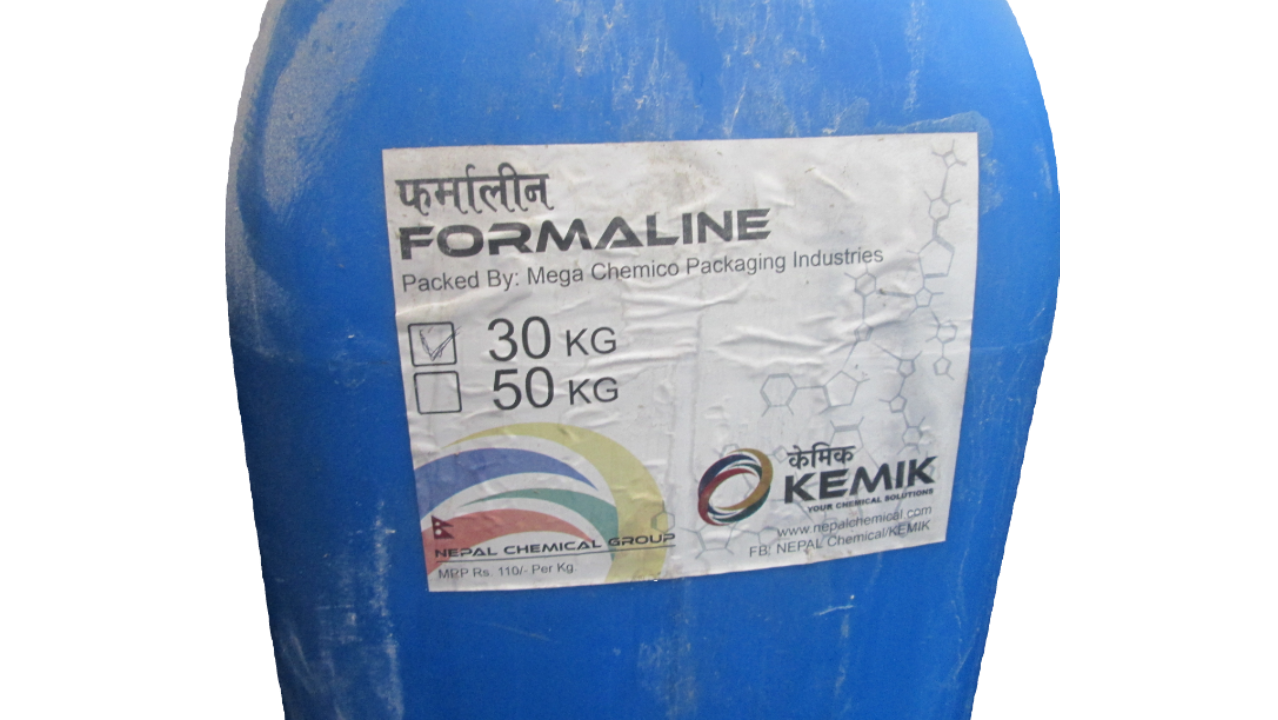 फर्मालीन
FORMALINE
Packed By: Mega Chemico Packaging Industries
30 KG
50 KG
केमिक
KEMIK
YOUR CHEMICAL SOLUTIONS
www.nepalchemical.com
FB: NEPAL Chemical/KEMIK
NEPAL CHEMICAL GROUP
MRP Rs. 110/- Per Kg.